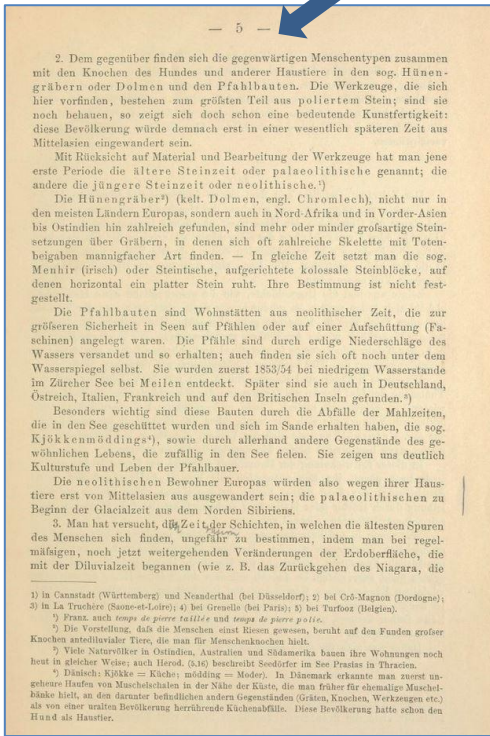 — 5 —
2. Dem gegenüber finden sich die gegenwärtigen Menschentypen zusammen
mit den Knochen des Hundes und anderer Haustiere in den sog. Hünen-
gräbern oder Dolmen und den Pfahlbauten. Die Werkzeuge, die sich
hier vorfinden, bestehen zum größten Teil aus poliertem Stein; sind sie
noch behauen, so zeigt sich doch schon eine bedeutende Kunstfertigkeit:
diese Bevölkerung würde demnach erst in einer wesentlich späteren Zeit aus
Mittelasien eingewandert sein.
Mit Rücksicht auf Material und Bearbeitung der Werkzeuge hat man jene
erste Periode die ältere Steinzeit oder palaeolithische genannt; die
andere die jüngere Steinzeit oder neolithische.¹)
Die Hünengräber²) (kelt. Dolmen, engl. Chromlech), nicht nur in
den meisten Ländern Europas, sondern auch in Nord-Afrika und in Vorder-Asien
bis Ostindien hin zahlreich gefunden, sind mehr oder minder großartige Stein-
setzungen über Gräbern, in denen sich oft zahlreiche Skelette mit Toten-
beigaben mannigfacher Art finden. — In gleiche Zeit setzt man die sog.
Menhir (irisch) oder Steintische, aufgerichtete kolossale Steinblöcke, auf
denen horizontal ein platter Stein ruht. Ihre Bestimmung ist nicht fest-
gestellt.
Die Pfahlbauten sind Wohnstätten aus neolithischer Zeit, die zur
größeren Sicherheit in Seen auf Pfählen oder auf einer Aufschüttung (Fa-
schinen) angelegt waren. Die Pfähle sind durch erdige Niederschläge des
Wassers versandet und so erhalten; auch finden sie sich oft noch unter dem
Wasserspiegel selbst. Sie wurden zuerst 1853/54 bei niedrigem Wasserstande
im Zürcher See bei Meilen entdeckt. Später sind sie auch in Deutschland,
Östreich, Italien, Frankreich und auf den Britischen Inseln gefunden.³)
Besonders wichtig sind diese Bauten durch die Abfälle der Mahlzeiten,
die in den See geschüttet wurden und sich im Sande erhalten haben, die sog.
Kjökkenmöddings⁴), sowie durch allerhand andere Gegenstände des ge-
wöhnlichen Lebens, die zufällig in den See fielen. Sie zeigen uns deutlich
Kulturstufe und Leben der Pfahlbauer.
Die neolithischen Bewohner Europas würden also wegen ihrer Haus-
tiere erst von Mittelasien aus ausgewandert sein; die palaeolithischen zu
Beginn der Glacialzeit aus dem Norden Sibiriens.
3. Man hat versucht, die Zeit der Schichten, in welchen die ältesten Spuren
des Menschen sich finden, ungefähr zu bestimmen, indem man bei regel-
mäßigen, noch jetzt weitergehenden Veränderungen der Erdoberfläche, die
mit der Diluvialzeit begannen (wie z. B. das Zurückgehen des Niagara, die
1) in Cannstadt (Württemberg) und Neanderthal (bei Düsseldorf); 2) bei Crô-Magnon (Dordogne);
3) in La Truchère (Saone-et-Loire); 4) bei Grenelle (bei Paris); 5) bei Turfooz (Belgien).
¹) Franz. auch temps de pierre taillée und temps de pierre polie.
²) Die Vorstellung, daß die Menschen einst Riesen gewesen, beruht auf den Funden großer
Knochen antediluvialer Tiere, die man für Menschenknochen hielt.
³) Viele Naturvölker in Ostindien, Australien und Südamerika bauen ihre Wohnungen noch
heut in gleicher Weise; auch Herod. (5.16) beschreibt Seedörfer im See Prasias in Thracien.
⁴) Dänisch: Kjökke = Küche; mödding = Moder). In Dänemark erkannte man zuerst un-
geheure Haufen von Muschelschalen in der Nähe der Küste, die man früher für ehemalige Muschel-
bänke hielt, an den darunter befindlichen andern Gegenständen (Gräten, Knochen, Werkzeugen etc.)
als von einer uralten Bevölkerung herrührende Küchenabfälle. Diese Bevölkerung hatte schon den
Hund als Haustier.